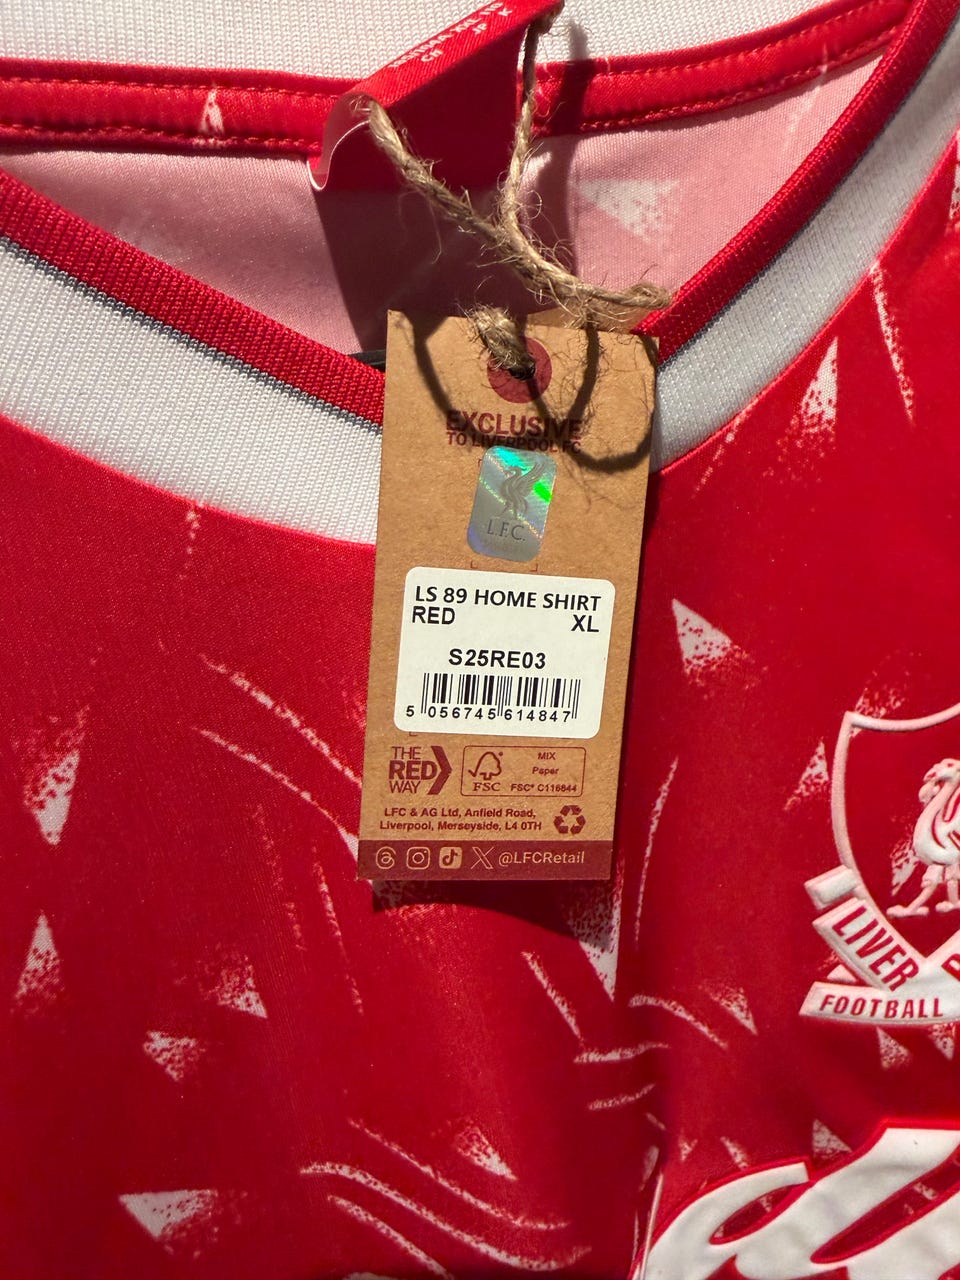 EXCLUSIVE
TO LIVERPOOL FC
L.F.C.
LS 89 HOME SHIRT
RED XL
S25RE03
5 056745 614847
THE
RED
WAY
FSC
MIX
Paper
FSC® C116844
LFC & AG Ltd, Anfield Road,
Liverpool, Merseyside, L4 0TH
@LFCRetail
LIVER
FOOTBALL